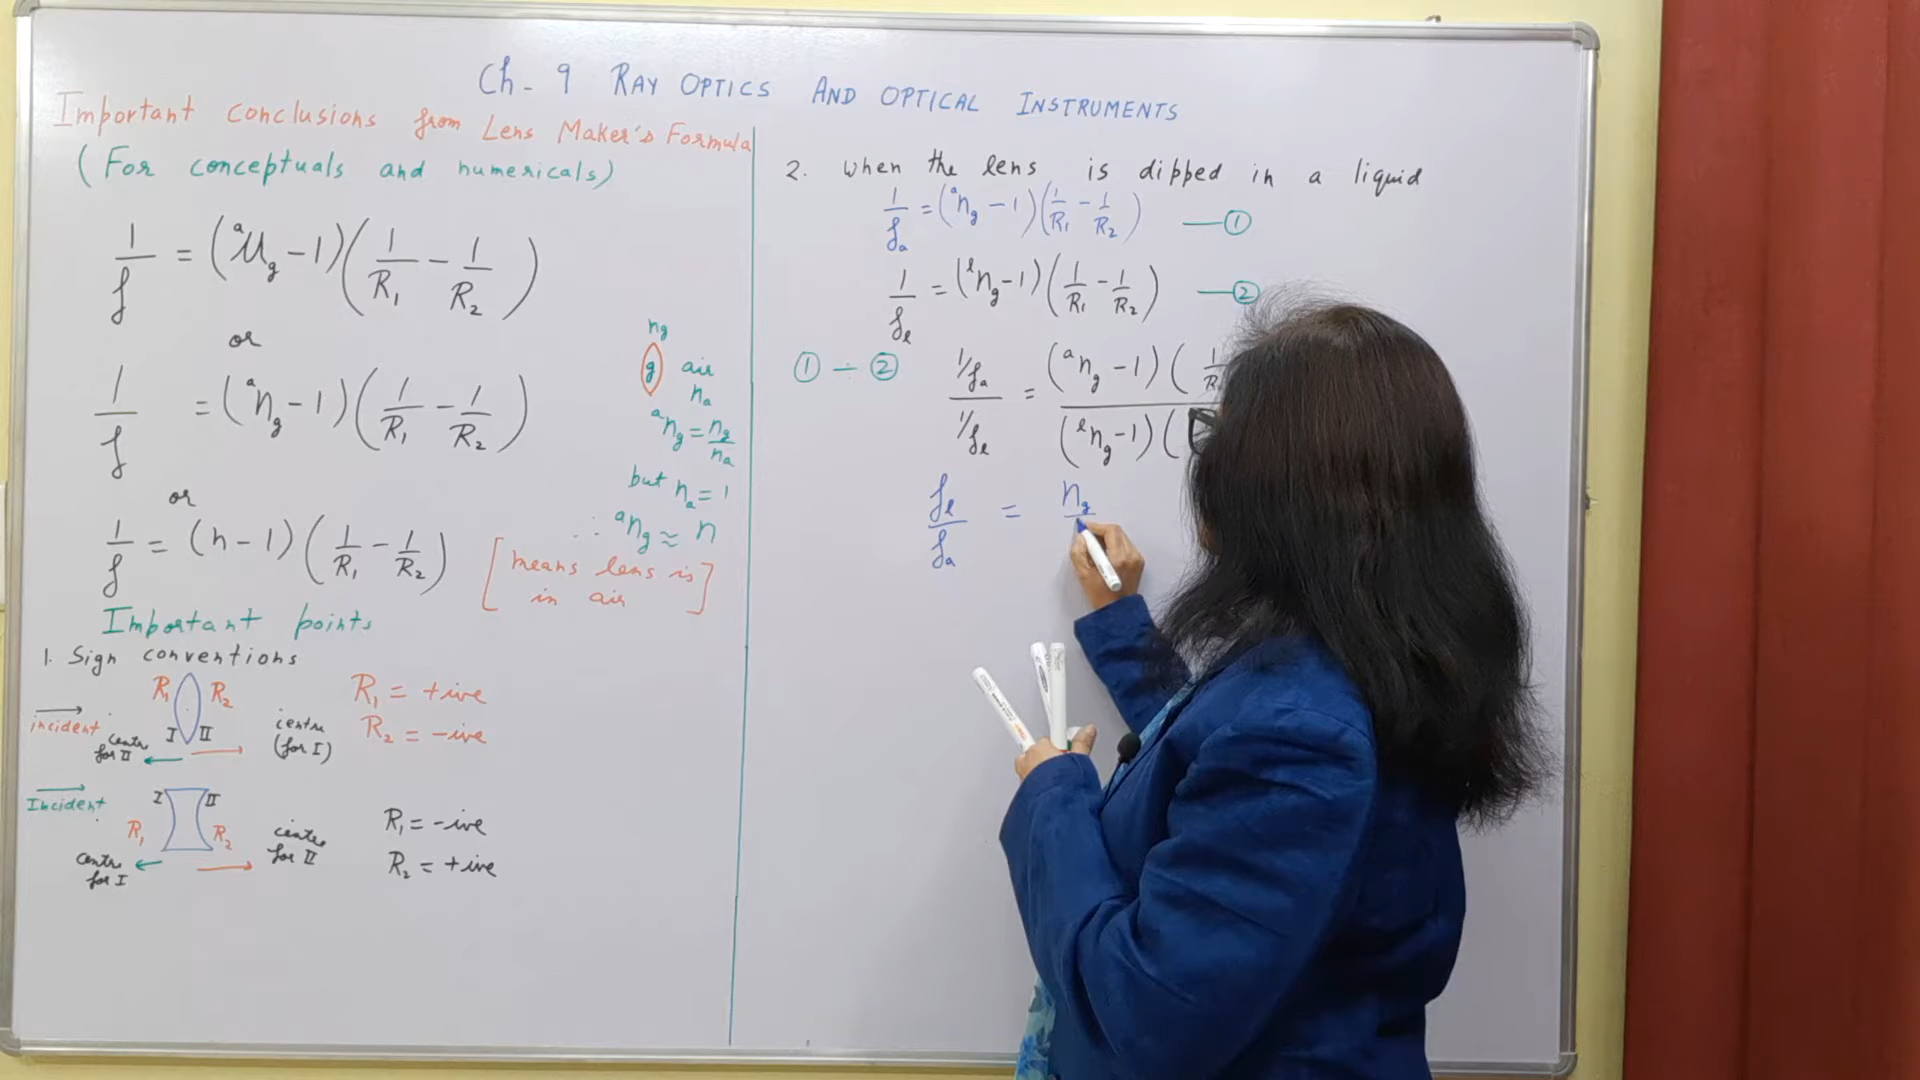 Ch- 9 RAY OPTICS AND OPTICAL INSTRUMENTS
Important conclusions from Lens Maker's Formula
(For conceptuals and numericals)
1/f = (ᵃμg - 1)(1/R₁ - 1/R₂)
or
1/f = (ᵃng - 1)(1/R₁ - 1/R₂)
or
1/f = (n - 1)(1/R₁ - 1/R₂)
ng
g air
na
ᵃng = ng/na
but na = 1
∴ ᵃng ≈ n
[means lens is
in air]
Important points
1. Sign conventions
R₁ R₂
incident
I II
centre for II
centre (for I)
R₁ = +ive
R₂ = -ive
Incident
I II
R₁ R₂
centre for I
centre for II
R₁ = -ive
R₂ = +ive
2. when the lens is dipped in a liquid
1/fa = (ᵃng - 1)(1/R₁ - 1/R₂) —①
1/fl = (ˡng - 1)(1/R₁ - 1/R₂) —②
① ÷ ② (1/fa)/(1/fl) = (ᵃng - 1)(1/R₁ / (ˡng - 1)(
fl/fa = ng